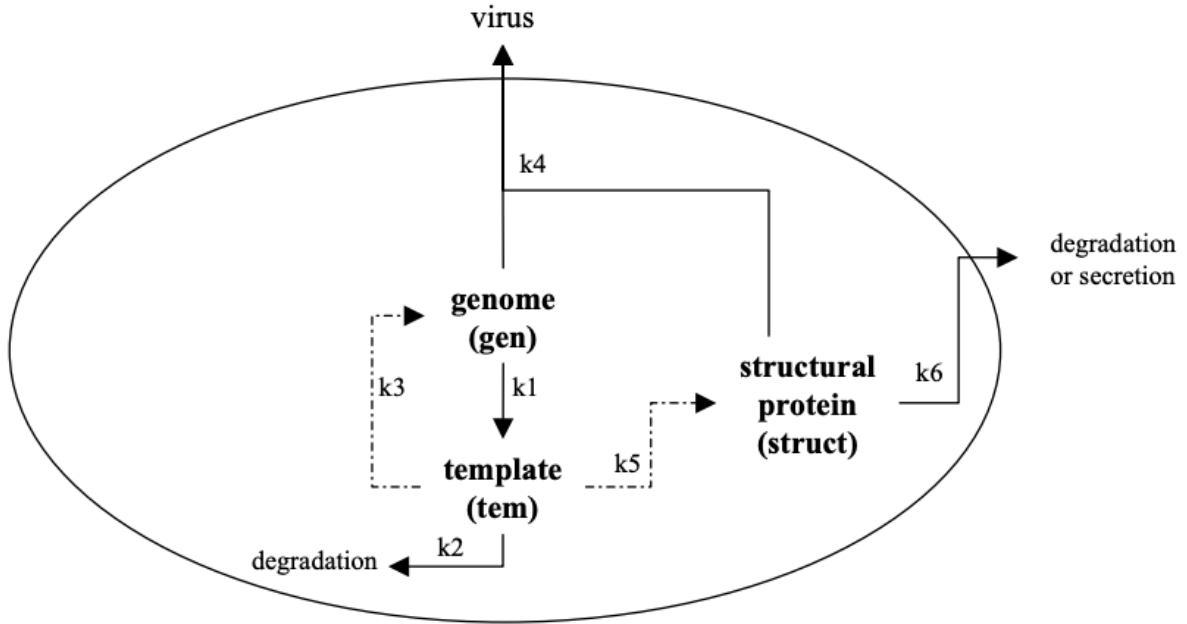 virus
k4
degradation
or secretion
genome
(gen)
k3
k1
structural
protein
(struct)
k6
template
(tem)
k5
degradation
k2